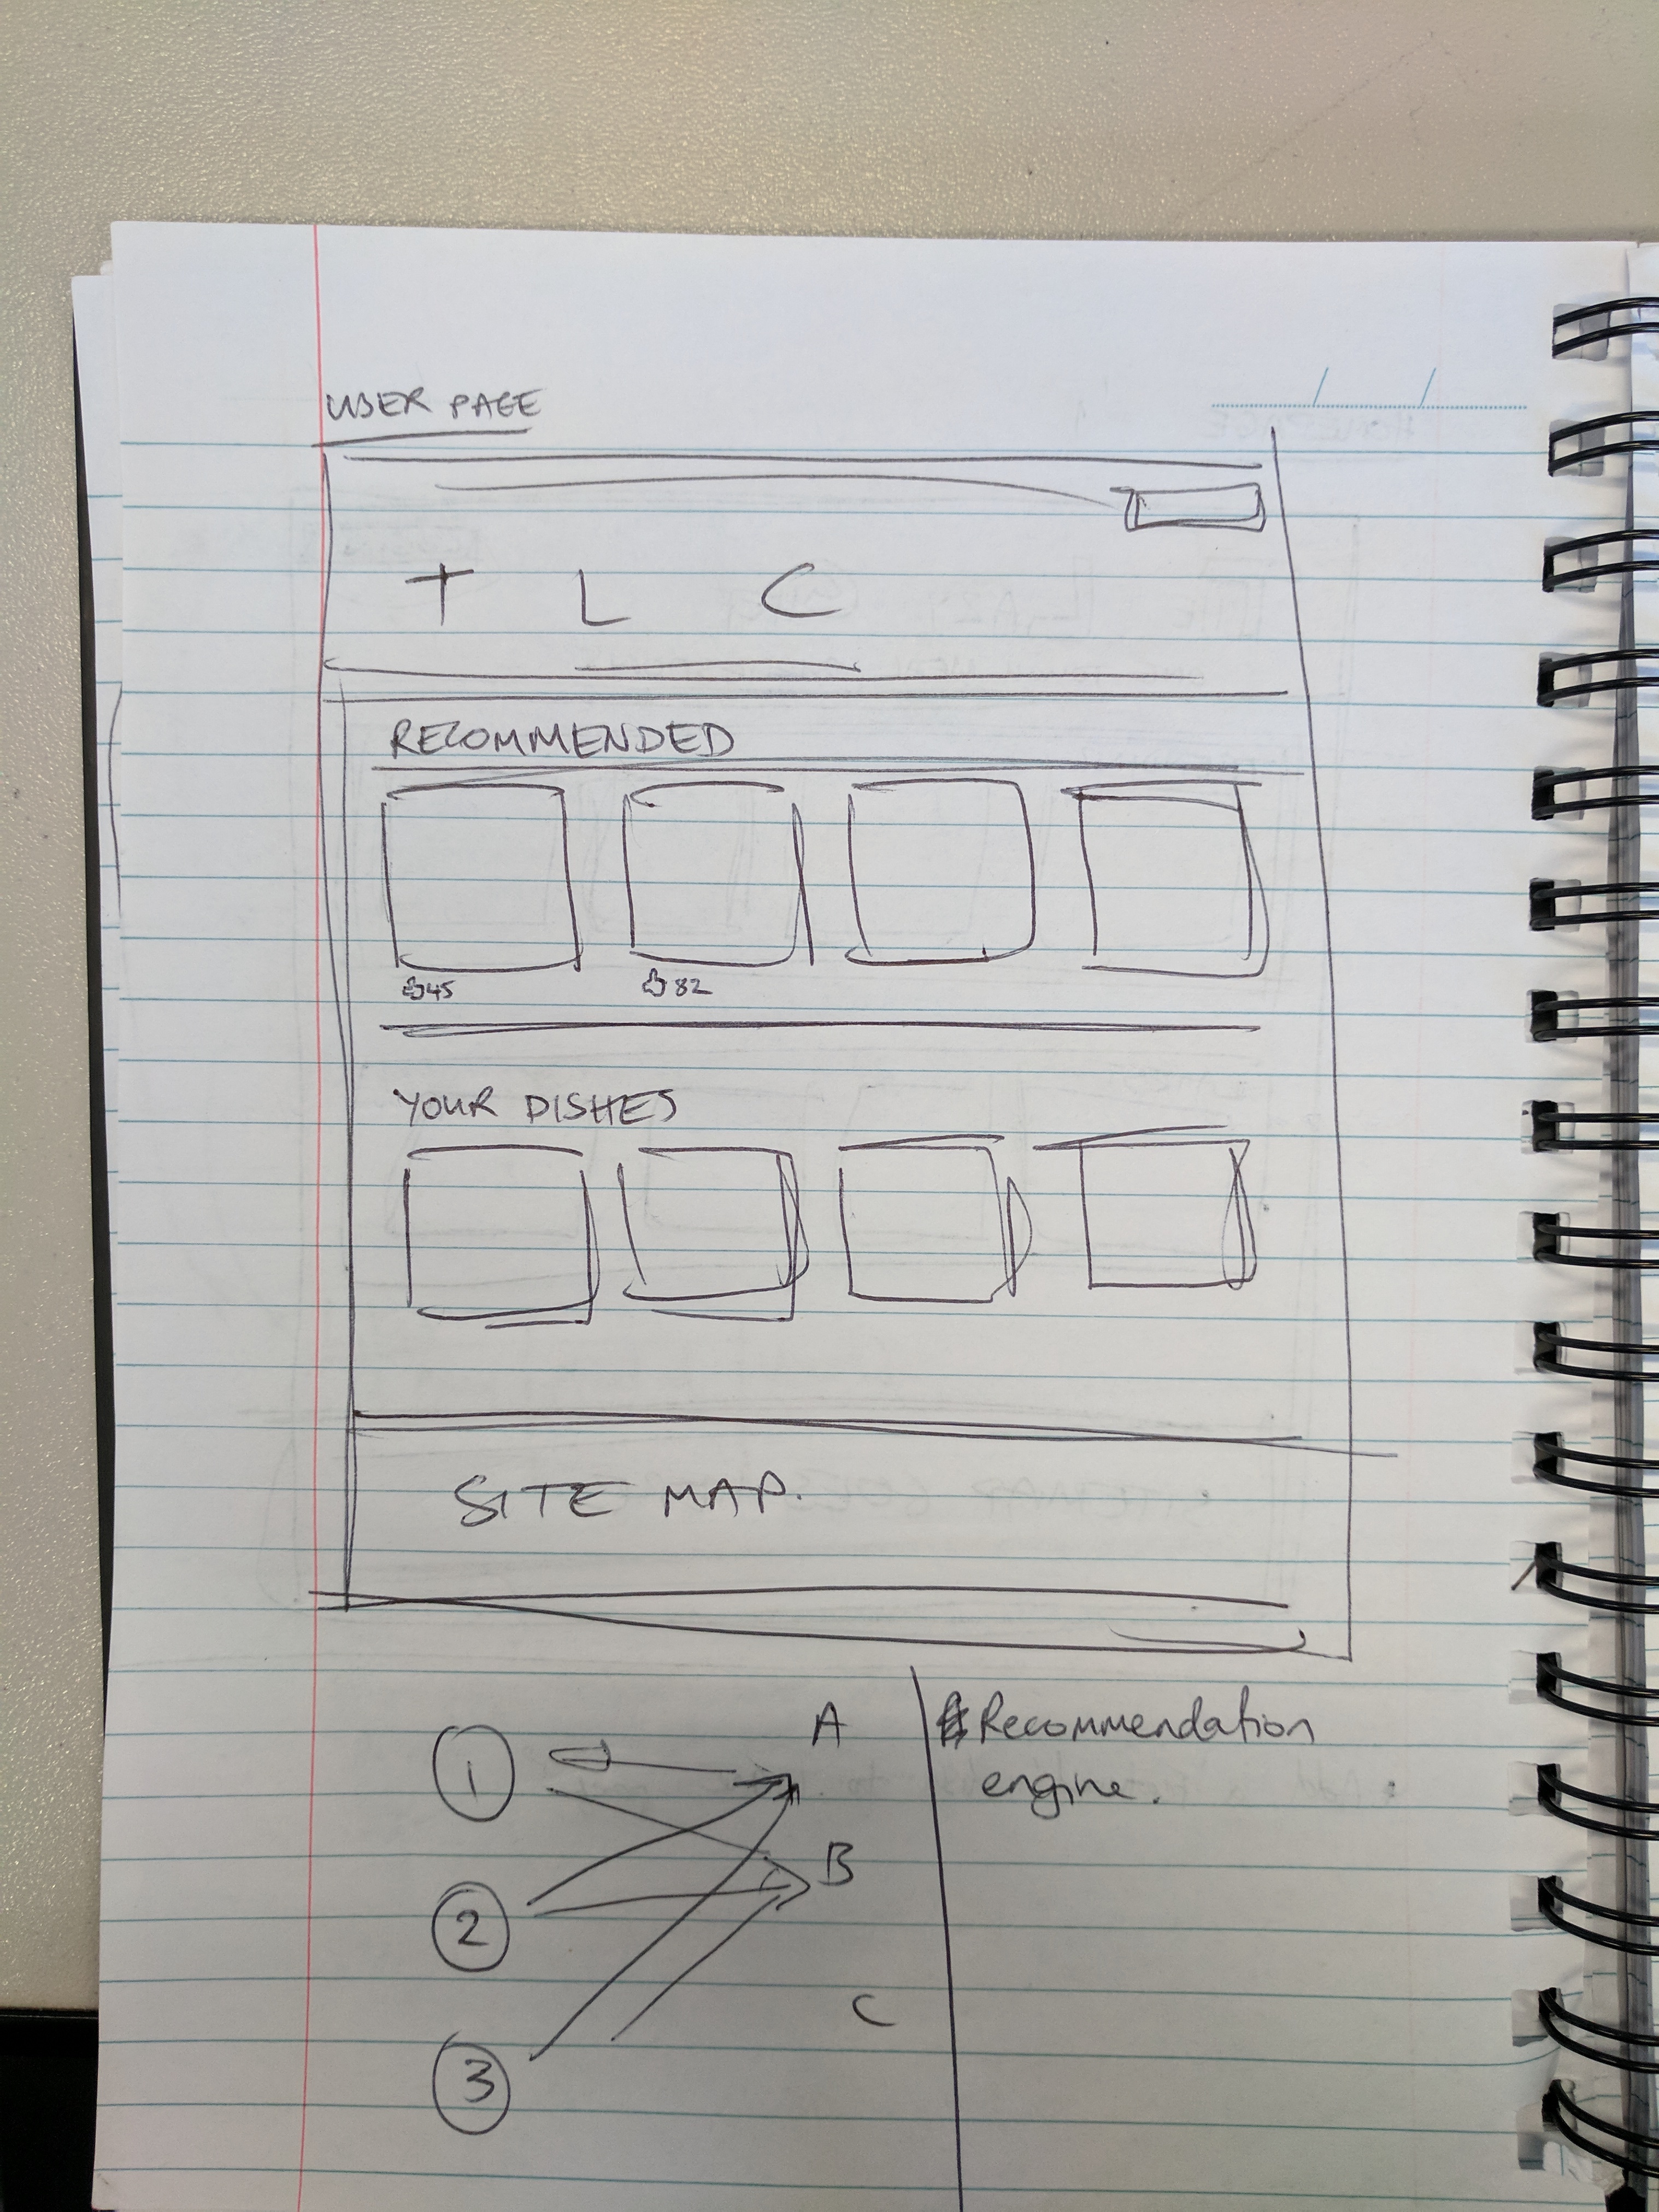 USER PAGE
T L C
RECOMMENDED
45 82
YOUR DISHES
SITE MAP.
A
Recommendation
1
engine.
B
2
C
3